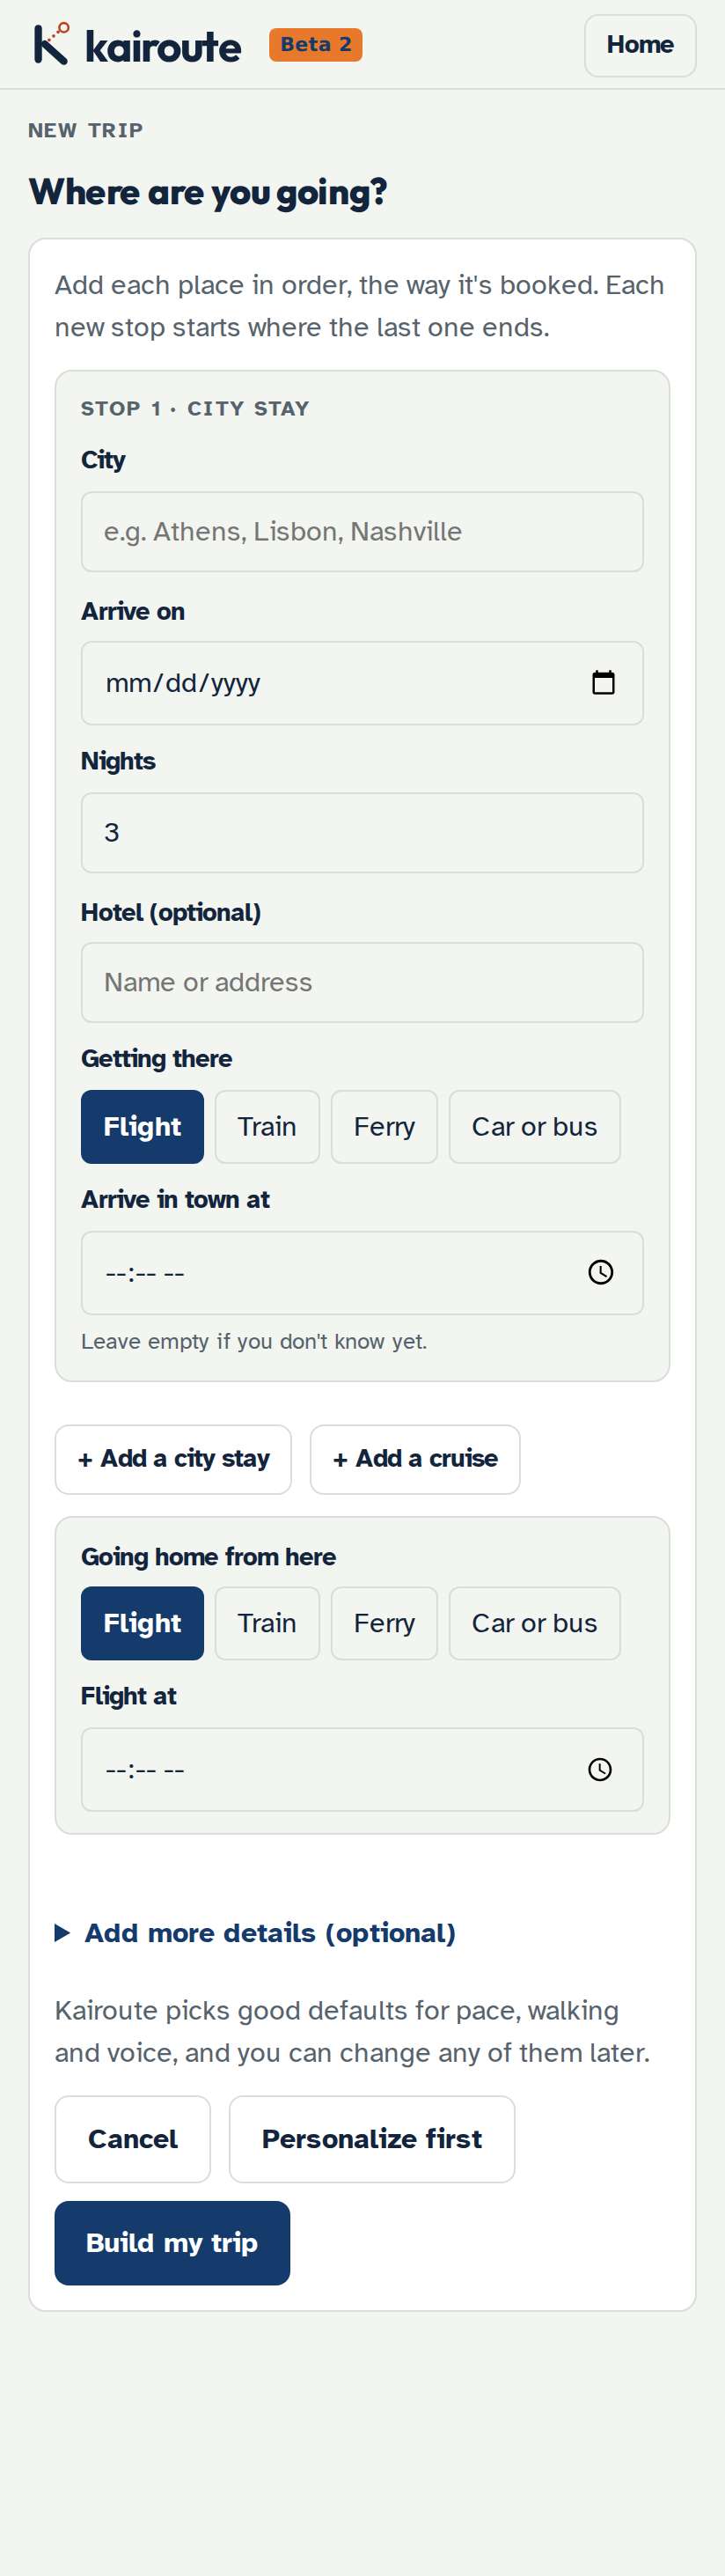 kairoute Beta 2 Home
NEW TRIP
Where are you going?
Add each place in order, the way it's booked. Each
new stop starts where the last one ends.
STOP 1 · CITY STAY
City
e.g. Athens, Lisbon, Nashville
Arrive on
mm/dd/yyyy
Nights
3
Hotel (optional)
Name or address
Getting there
Flight Train Ferry Car or bus
Arrive in town at
--:-- --
Leave empty if you don't know yet.
+ Add a city stay + Add a cruise
Going home from here
Flight Train Ferry Car or bus
Flight at
--:-- --
Add more details (optional)
Kairoute picks good defaults for pace, walking
and voice, and you can change any of them later.
Cancel Personalize first
Build my trip